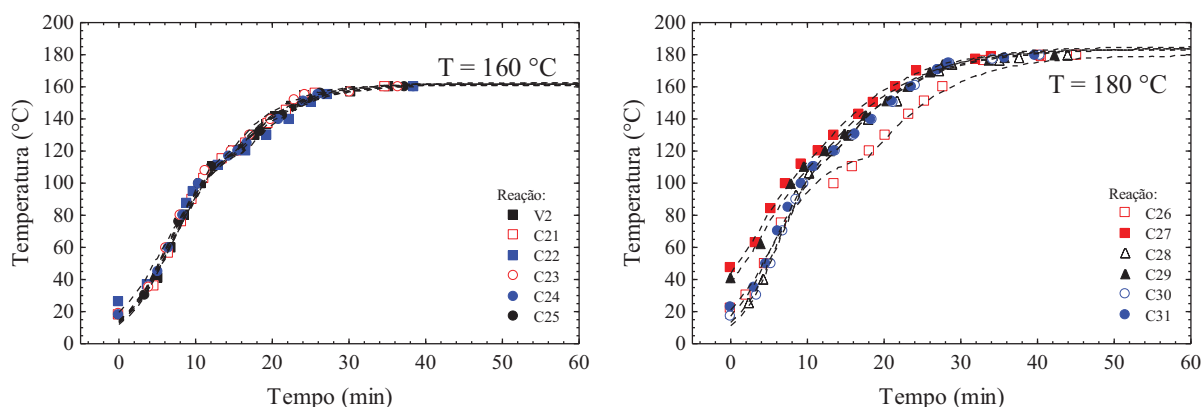 200
180
160
140
120
100
80
60
40
20
0
Temperatura (°C)
0 10 20 30 40 50 60
Tempo (min)
T = 160 °C
Reação:
V2
C21
C22
C23
C24
C25
200
180
160
140
120
100
80
60
40
20
0
Temperatura (°C)
0 10 20 30 40 50 60
Tempo (min)
T = 180 °C
Reação:
C26
C27
C28
C29
C30
C31